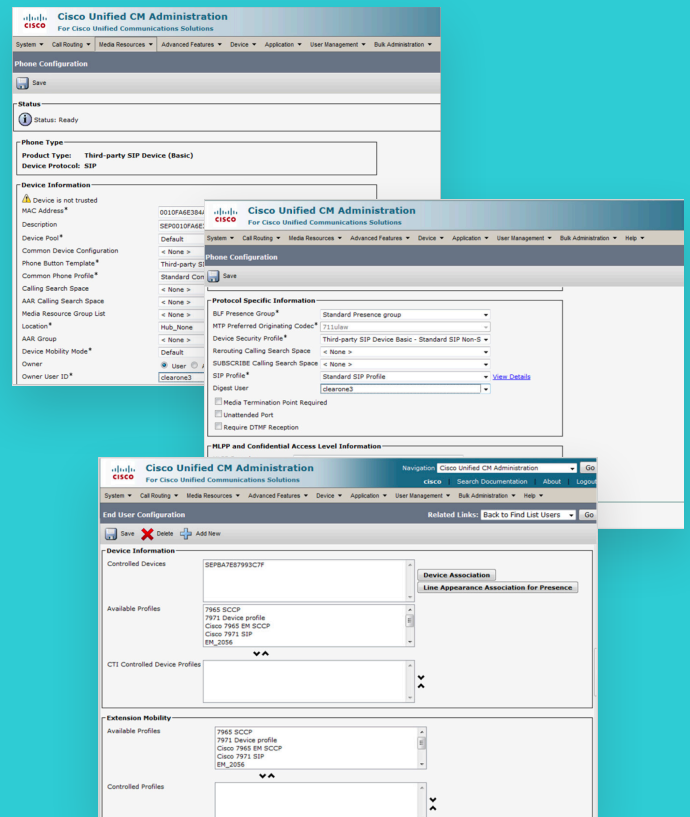 Cisco Unified CM Administration
CISCO
For Cisco Unified Communications Solutions
System Call Routing Media Resources Advanced Features Device Application User Management Bulk Administration
Phone Configuration
Save
Status
Status: Ready
Phone Type
Product Type: Third-party SIP Device (Basic)
Device Protocol: SIP
Device Information
Device is not trusted
MAC Address*
Description
Device Pool* Default
Common Device Configuration < None >
Phone Button Template* Third-party
Common Phone Profile* Standard
Calling Search Space < None >
AAR Calling Search Space < None >
Media Resource Group List < None >
Location* Hub_None
AAR Group < None >
Device Mobility Mode* Default
Owner User
Owner User ID* clearone3
Cisco Unified CM Administration
CISCO
For Cisco Unified Communications Solutions
System Call Routing Media Resources Advanced Features Device Application User Management Bulk Administration Help
Phone Configuration
Save
Protocol Specific Information
BLF Presence Group* Standard Presence group
MTP Preferred Originating Codec* 711ulaw
Device Security Profile* Third-party SIP Device Basic - Standard SIP Non-S
Rerouting Calling Search Space < None >
SUBSCRIBE Calling Search Space < None >
SIP Profile* Standard SIP Profile View Details
Digest User clearone3
Media Termination Point Required
Unattended Port
Require DTMF Reception
MLPP and Confidential Access Level Information
Cisco Unified CM Administration Navigation Cisco Unified CM Administration Go
CISCO
For Cisco Unified Communications Solutions cisco Search Documentation About Logout
System Call Routing Media Resources Advanced Features Device Application User Management Bulk Administration Help
End User Configuration Related Links: Back to Find List Users Go
Save Delete Add New
Device Information
Controlled Devices SEPBA7E87993C7F
Device Association
Line Appearance Association for Presence
Available Profiles 7965 SCCP
7971 Device profile
Cisco 7965 EM SCCP
Cisco 7971 SIP
EM_2056
CTI Controlled Device Profiles
Extension Mobility
Available Profiles 7965 SCCP
7971 Device profile
Cisco 7965 EM SCCP
Cisco 7971 SIP
EM_2056
Controlled Profiles